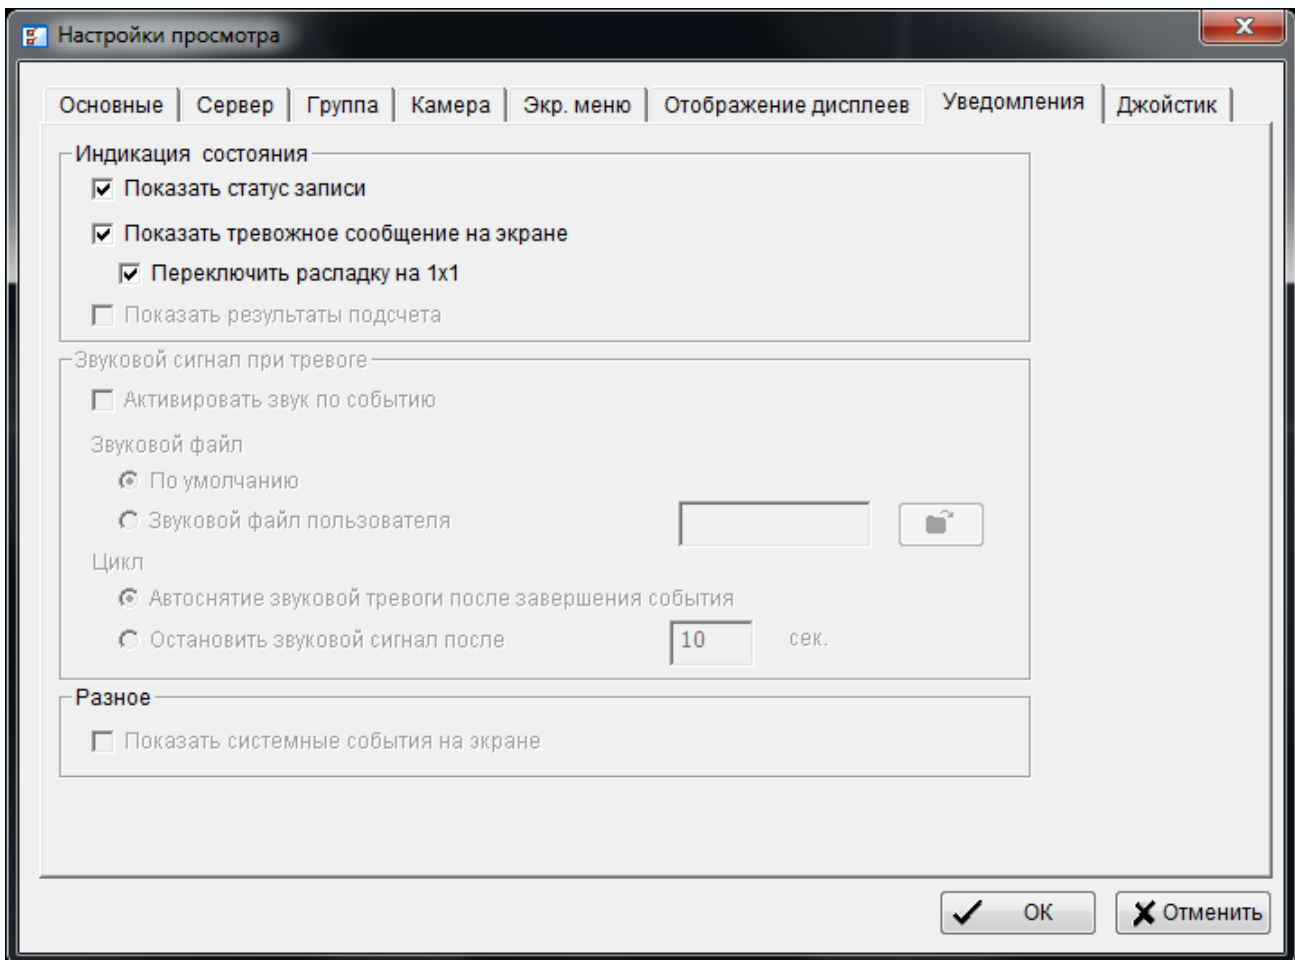 Настройки просмотра
Основные Сервер Группа Камера Экр. меню Отображение дисплеев Уведомления Джойстик
Индикация состояния
Показать статус записи
Показать тревожное сообщение на экране
Переключить расладку на 1x1
Показать результаты подсчета
Звуковой сигнал при тревоге
Активировать звук по событию
Звуковой файл
По умолчанию
Звуковой файл пользователя
Цикл
Автоснятие звуковой тревоги после завершения события
Остановить звуковой сигнал после 10 сек.
Разное
Показать системные события на экране
ОК Отменить